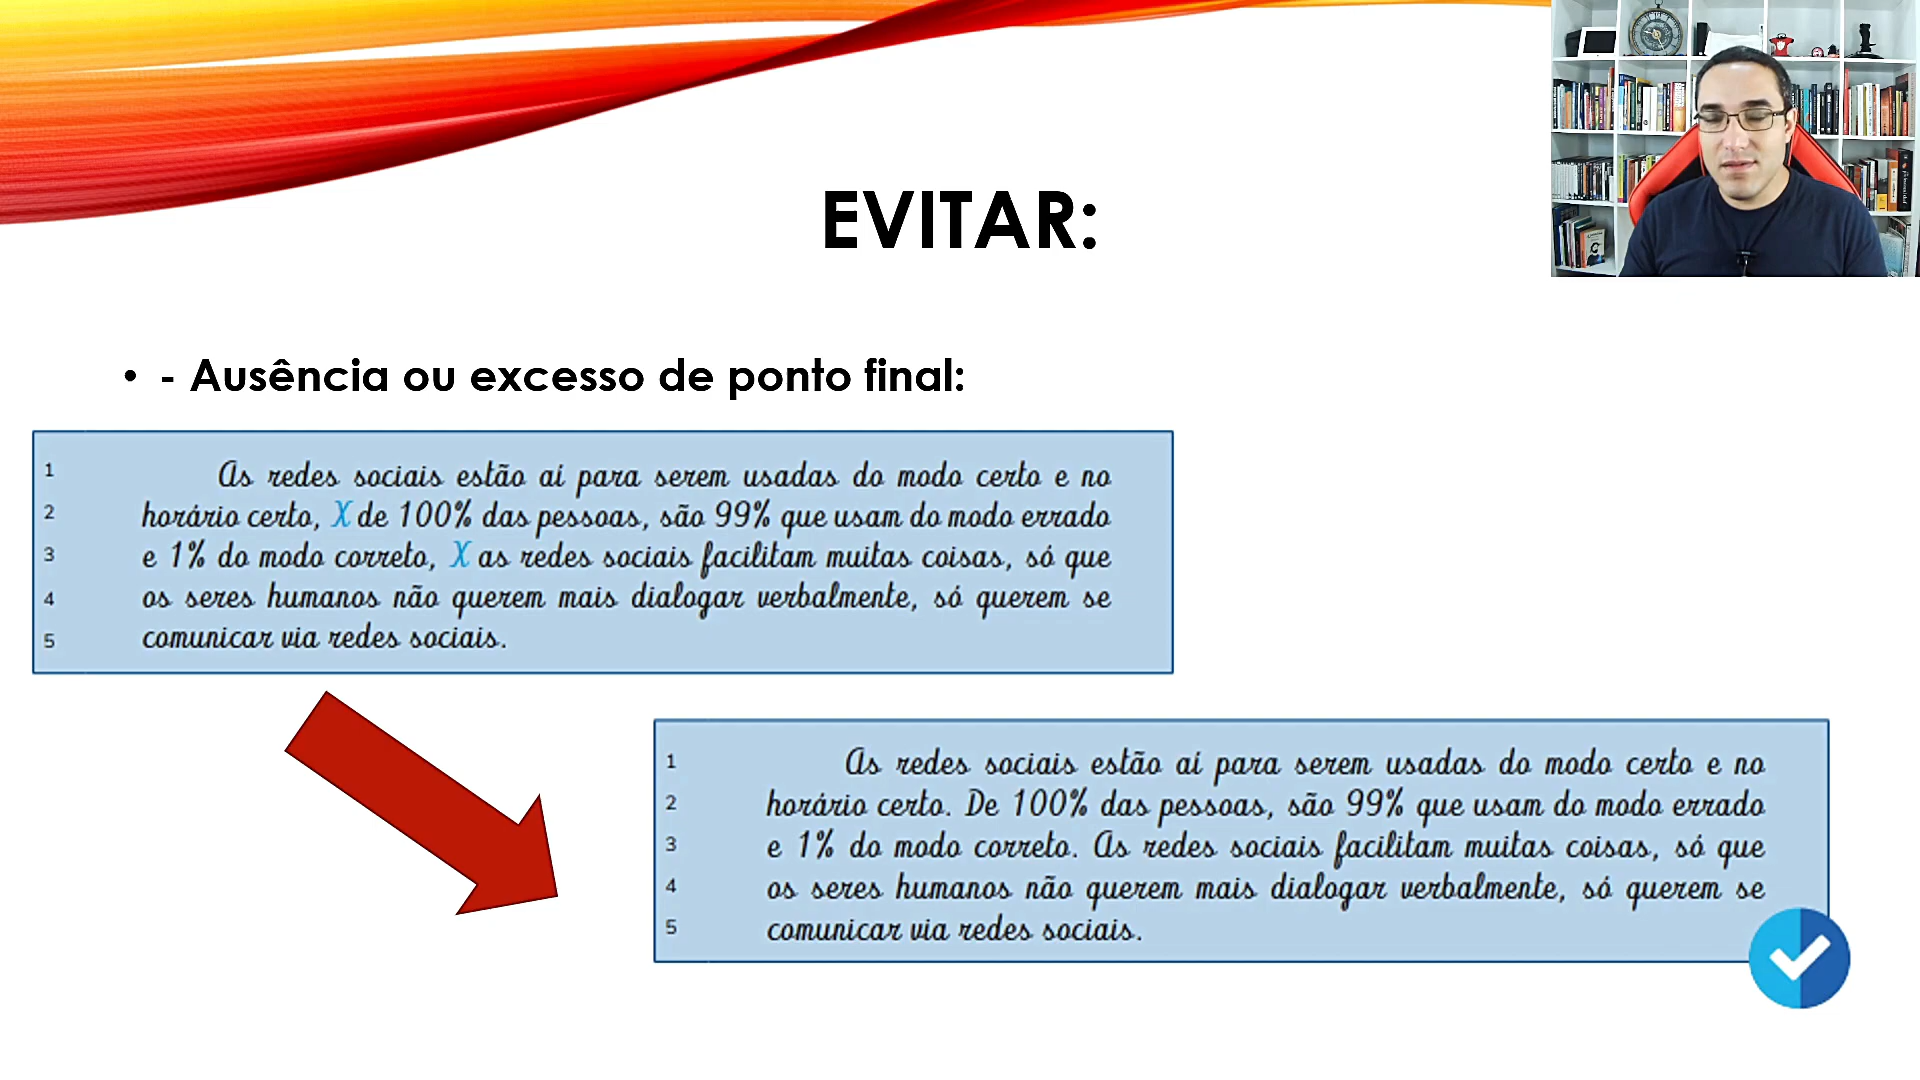 EVITAR:
• - Ausência ou excesso de ponto final:
1 As redes sociais estão aí para serem usadas do modo certo e no
2 horário certo, X de 100% das pessoas, são 99% que usam do modo errado
3 e 1% do modo correto, X as redes sociais facilitam muitas coisas, só que
4 os seres humanos não querem mais dialogar verbalmente, só querem se
5 comunicar via redes sociais.
1 As redes sociais estão aí para serem usadas do modo certo e no
2 horário certo. De 100% das pessoas, são 99% que usam do modo errado
3 e 1% do modo correto. As redes sociais facilitam muitas coisas, só que
4 os seres humanos não querem mais dialogar verbalmente, só querem se
5 comunicar via redes sociais.